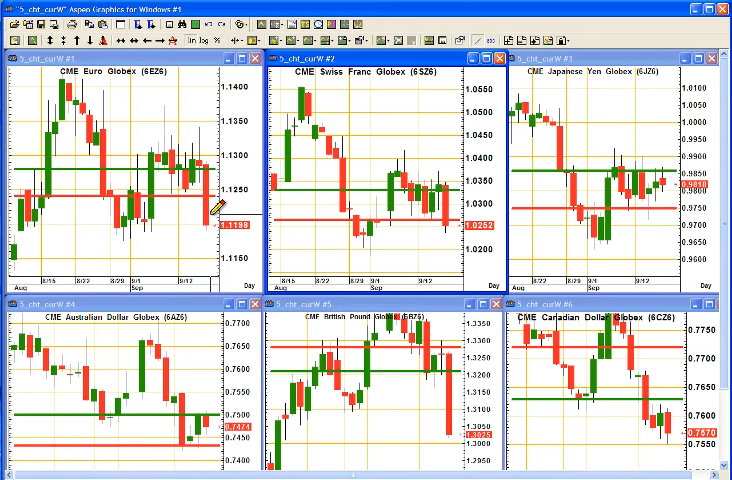 "5_cht_curW" Aspen Graphics for Windows #1
Lin log %
5_cht_curW #1
CME Euro Globex (6EZ6)
1.1400
1.1300
1.1250
1.1198
1.1150
8/15 8/22 8/29 9/1 9/12
Aug Sep Day
5_cht_curW #2
CME Swiss Franc Globex (6SZ6)
1.0550
1.0500
1.0450
1.0400
1.0350
1.0300
1.0252
1.0200
8/15 8/22 8/29 9/1 9/12
Aug Sep Day
5_cht_curW #3
CME Japanese Yen Globex (6JZ6)
1.0100
1.0000
0.9950
0.9900
0.9850
0.9810
0.9750
0.9700
0.9650
0.9600
8/15 8/22 8/29 9/1 9/12
Aug Sep Day
5_cht_curW #4
CME Australian Dollar Globex (6AZ6)
0.7700
0.7650
0.7600
0.7550
0.7500
0.7474
0.7450
0.7400
5_cht_curW #5
CME British Pound Globex (6BZ6)
1.3350
1.3300
1.3250
1.3200
1.3150
1.3100
1.3025
1.2950
5_cht_curW #6
CME Canadian Dollar Globex (6CZ6)
0.7750
0.7700
0.7650
0.7600
0.7570
0.7550